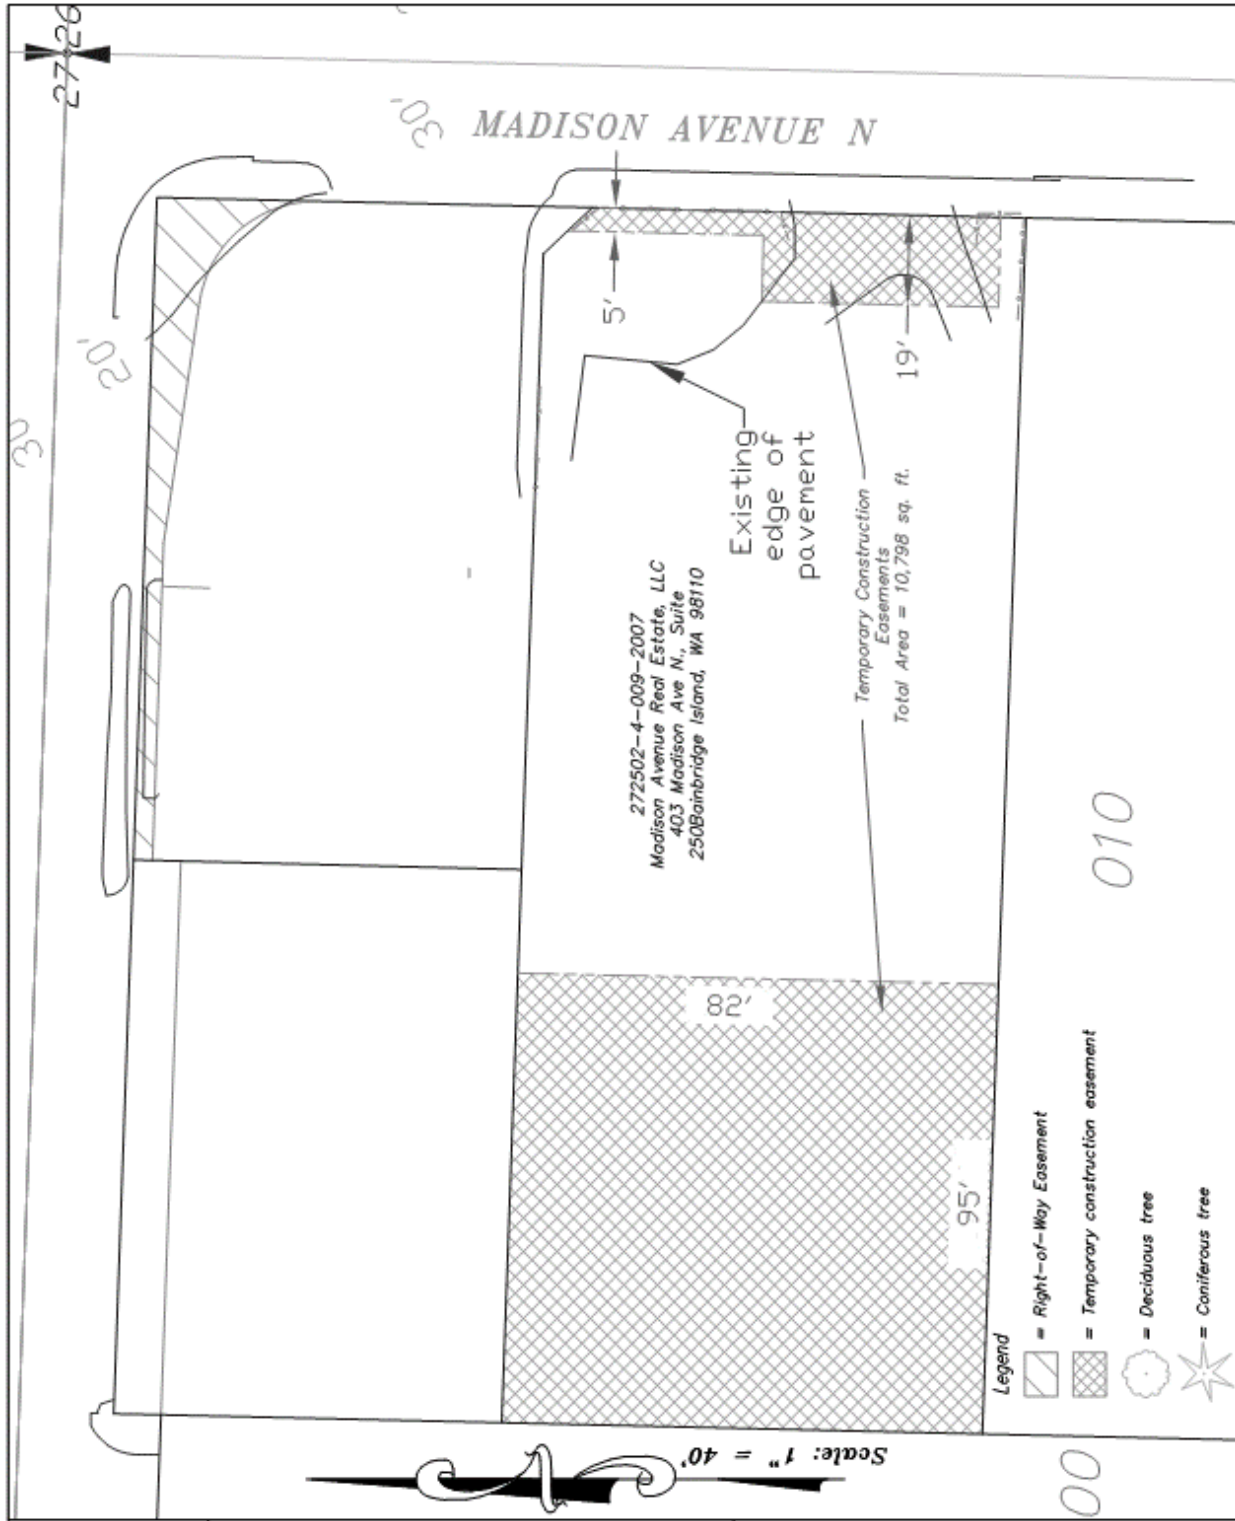 27
26
30'
MADISON AVENUE N
20'
30'
5'
19'
Existing
edge of
pavement
272502-4-009-2007
Madison Avenue Real Estate, LLC
403 Madison Ave N., Suite
250Bainbridge Island, WA 98110
Temporary Construction
Easements
Total Area = 10,798 sq. ft.
82'
95'
010
00
Legend
= Right-of-Way Easement
= Temporary construction easement
= Deciduous tree
= Coniferous tree
N
Scale: 1" = 40'